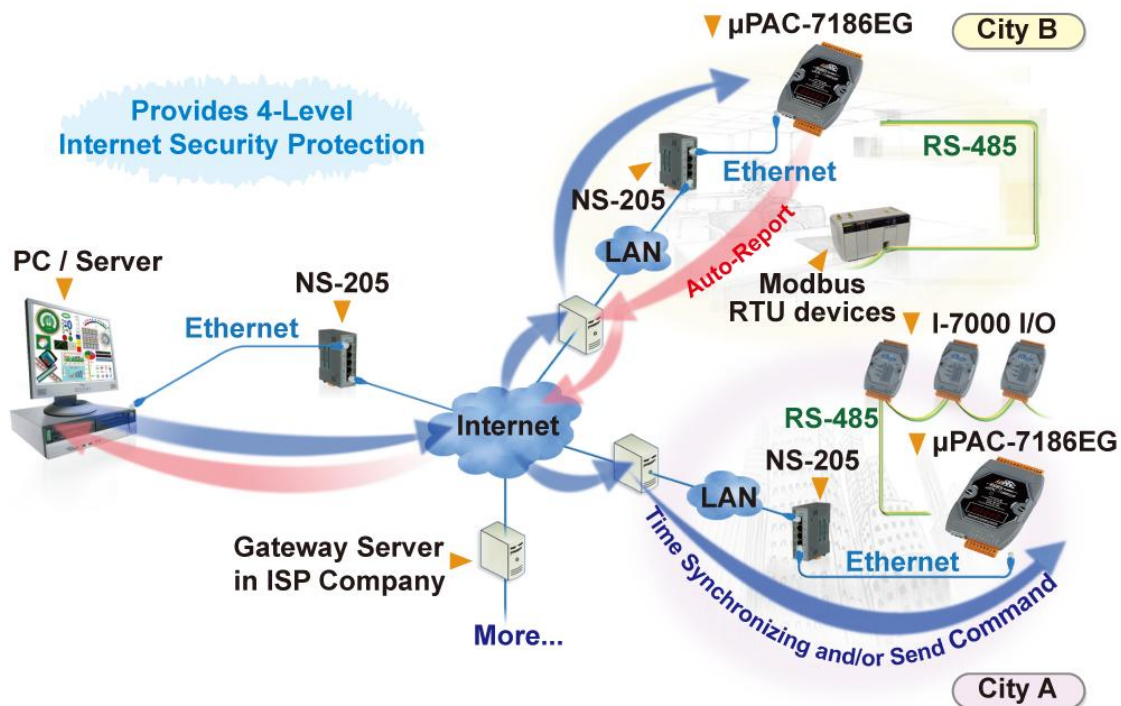 µPAC-7186EG
City B
Provides 4-Level
Internet Security Protection
RS-485
Ethernet
NS-205
LAN
Auto-Report
PC / Server
NS-205
Modbus
RTU devices
Ethernet
I-7000 I/O
Internet
RS-485
µPAC-7186EG
NS-205
LAN
Gateway Server
in ISP Company
Ethernet
Time Synchronizing and/or Send Command
More...
City A